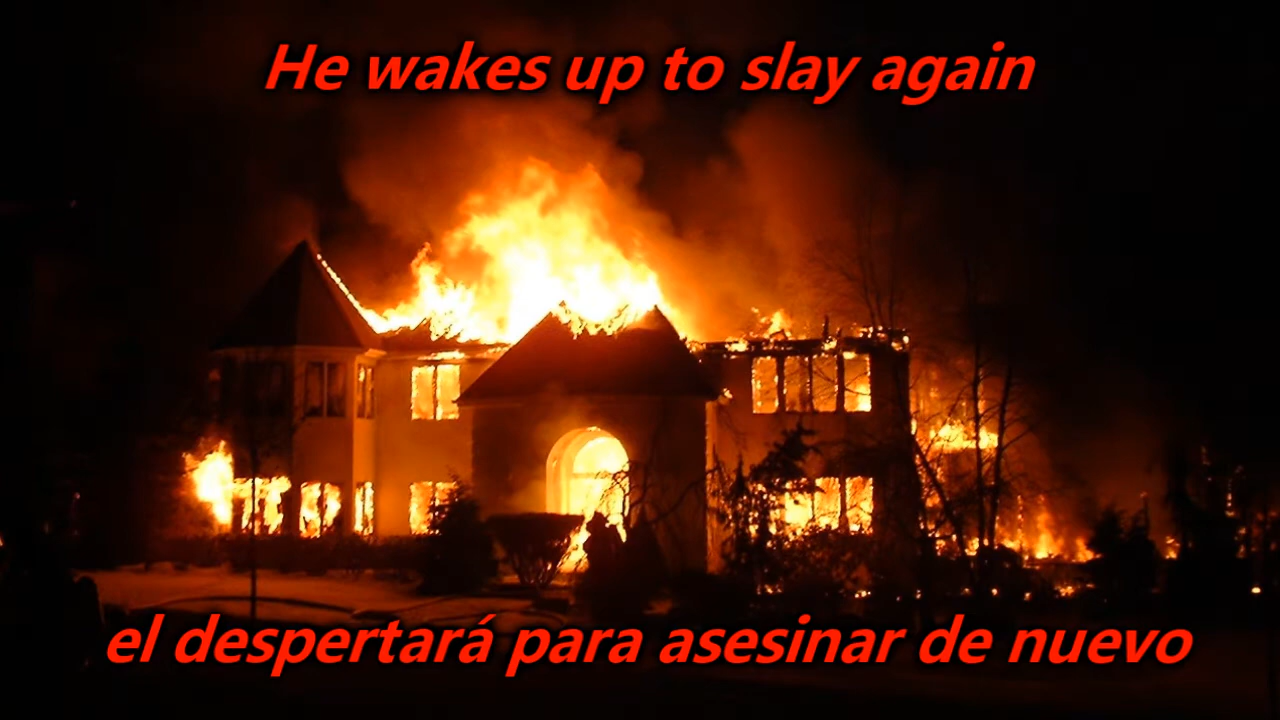 He wakes up to slay again
el despertará para asesinar de nuevo